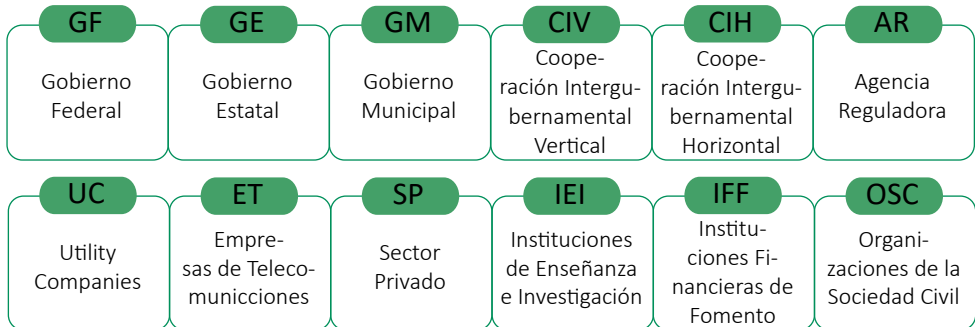 GF
Gobierno
Federal
GE
Gobierno
Estatal
GM
Gobierno
Municipal
CIV
Coope-
ración Intergu-
bernamental
Vertical
CIH
Coope-
ración Intergu-
bernamental
Horizontal
AR
Agencia
Reguladora
UC
Utility
Companies
ET
Empre-
sas de Teleco-
municciones
SP
Sector
Privado
IEI
Instituciones
de Enseñanza
e Investigación
IFF
Institu-
ciones Fi-
nancieras de
Fomento
OSC
Organi-
zaciones de la
Sociedad Civil